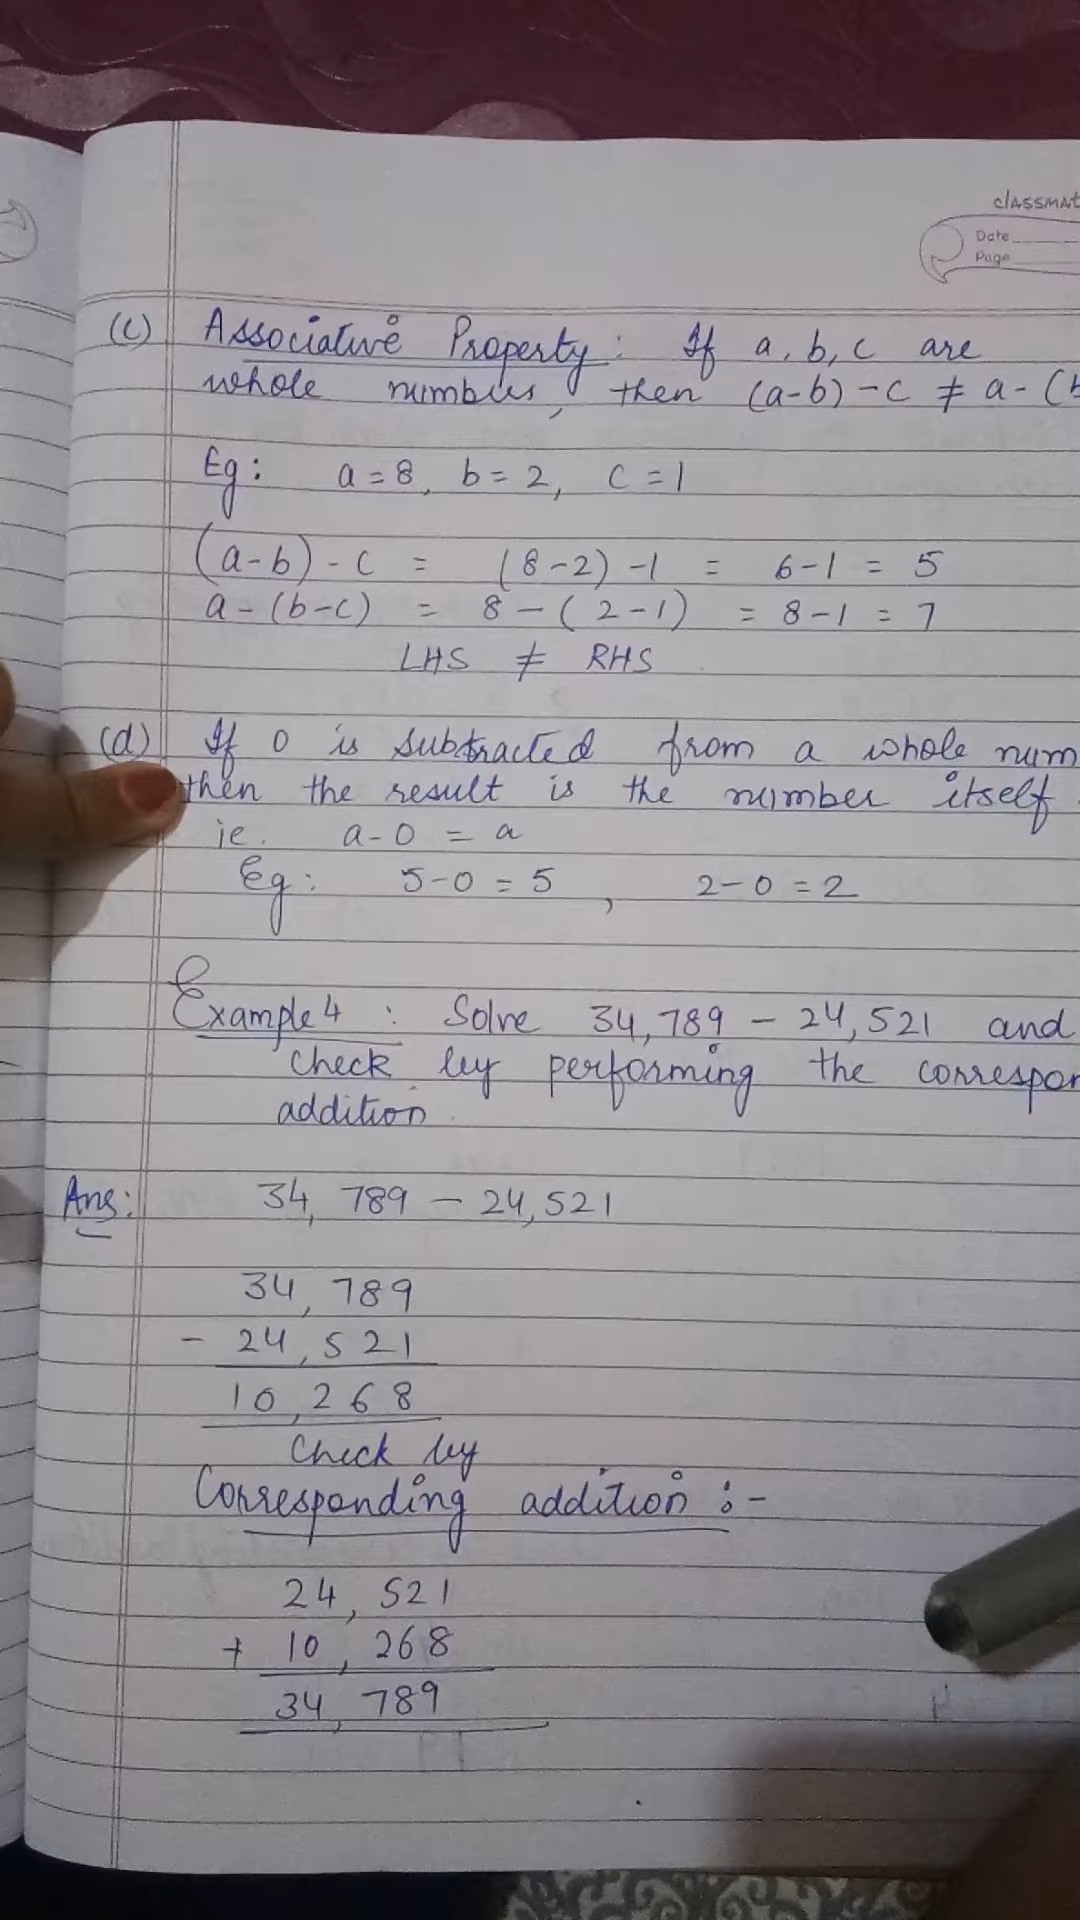 classmat
Date
Page
(c) Associative Property: If a, b, c are
whole numbers, then (a-b)-c ≠ a-(b
Eg: a=8, b=2, c=1
(a-b)-c = (8-2)-1 = 6-1 = 5
a-(b-c) = 8-(2-1) = 8-1 = 7
LHS ≠ RHS
(d) If 0 is subtracted from a whole num
then the result is the number itself.
ie. a-0 = a
Eg: 5-0=5, 2-0=2
Example 4: Solve 34,789 - 24,521 and
check by performing the correspon
addition.
Ans: 34,789 - 24,521
34,789
- 24,521
10,268
Check by
Corresponding addition :-
24,521
+ 10,268
34,789